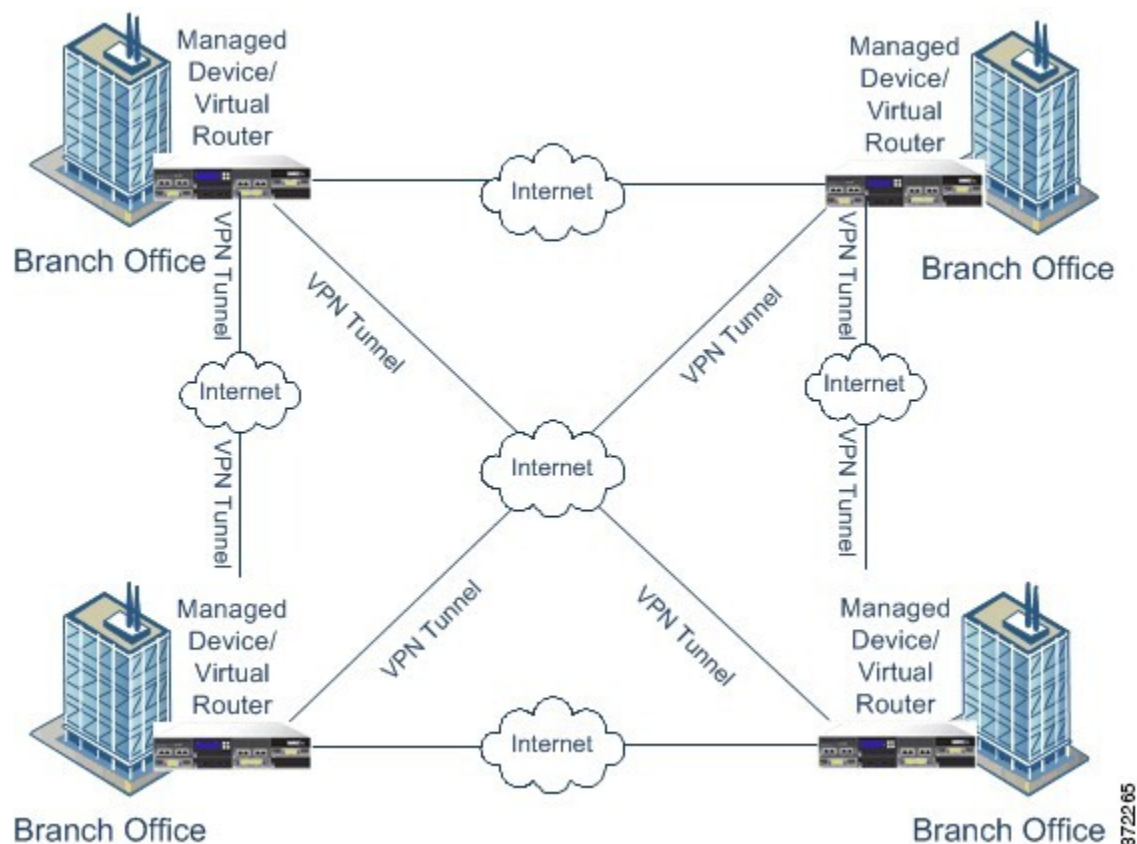 Managed
Device/
Virtual
Router
Managed
Device/
Virtual
Router
Internet
Branch Office
Branch Office
VPN Tunnel
VPN Tunnel
VPN Tunnel
VPN Tunnel
Internet
Internet
Internet
VPN Tunnel
VPN Tunnel
VPN Tunnel
VPN Tunnel
Managed
Device/
Virtual
Router
Managed
Device/
Virtual
Router
Internet
Branch Office
Branch Office
372265